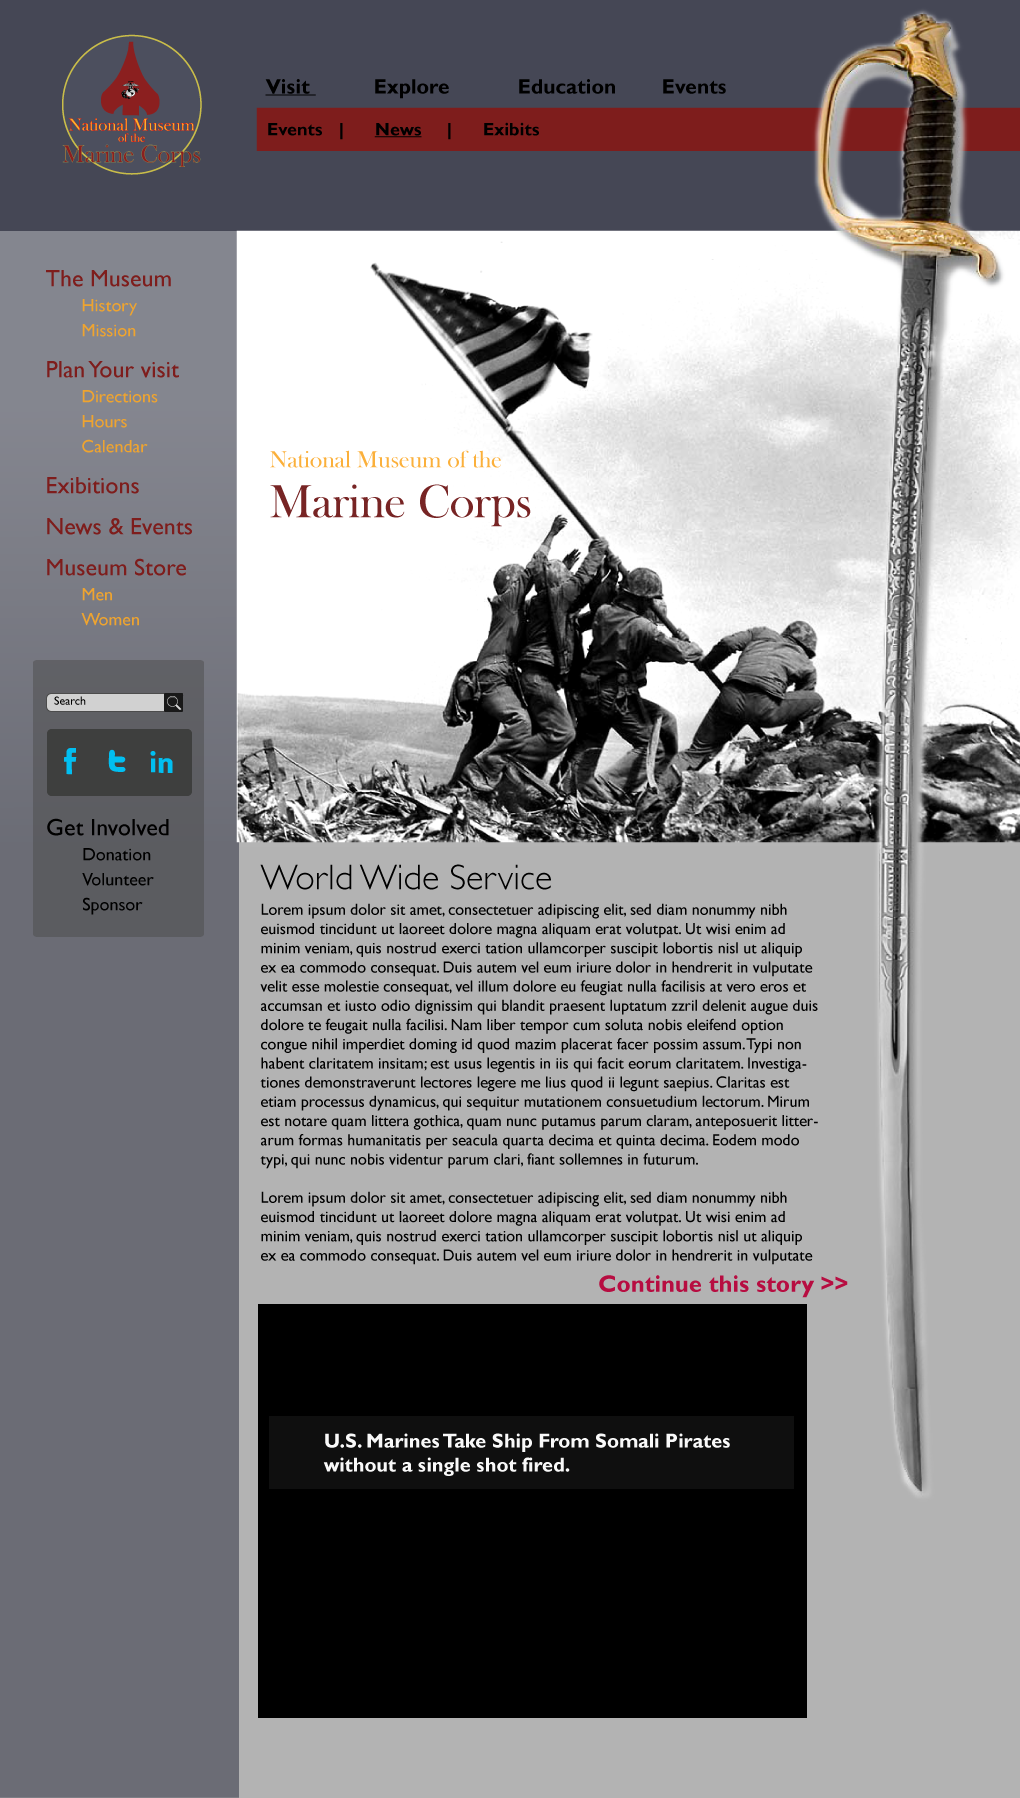 National Museum
of the
Marine Corps
Visit Explore Education Events
Events | News | Exibits
The Museum
History
Mission
Plan Your visit
Directions
Hours
Calendar
Exibitions
News & Events
Museum Store
Men
Women
Search
f t in
Get Involved
Donation
Volunteer
Sponsor
National Museum of the
Marine Corps
World Wide Service
Lorem ipsum dolor sit amet, consectetuer adipiscing elit, sed diam nonummy nibh
euismod tincidunt ut laoreet dolore magna aliquam erat volutpat. Ut wisi enim ad
minim veniam, quis nostrud exerci tation ullamcorper suscipit lobortis nisl ut aliquip
ex ea commodo consequat. Duis autem vel eum iriure dolor in hendrerit in vulputate
velit esse molestie consequat, vel illum dolore eu feugiat nulla facilisis at vero eros et
accumsan et iusto odio dignissim qui blandit praesent luptatum zzril delenit augue duis
dolore te feugait nulla facilisi. Nam liber tempor cum soluta nobis eleifend option
congue nihil imperdiet doming id quod mazim placerat facer possim assum. Typi non
habent claritatem insitam; est usus legentis in iis qui facit eorum claritatem. Investiga-
tiones demonstraverunt lectores legere me lius quod ii legunt saepius. Claritas est
etiam processus dynamicus, qui sequitur mutationem consuetudium lectorum. Mirum
est notare quam littera gothica, quam nunc putamus parum claram, anteposuerit litter-
arum formas humanitatis per seacula quarta decima et quinta decima. Eodem modo
typi, qui nunc nobis videntur parum clari, fiant sollemnes in futurum.
Lorem ipsum dolor sit amet, consectetuer adipiscing elit, sed diam nonummy nibh
euismod tincidunt ut laoreet dolore magna aliquam erat volutpat. Ut wisi enim ad
minim veniam, quis nostrud exerci tation ullamcorper suscipit lobortis nisl ut aliquip
ex ea commodo consequat. Duis autem vel eum iriure dolor in hendrerit in vulputate
Continue this story >>
U.S. Marines Take Ship From Somali Pirates
without a single shot fired.